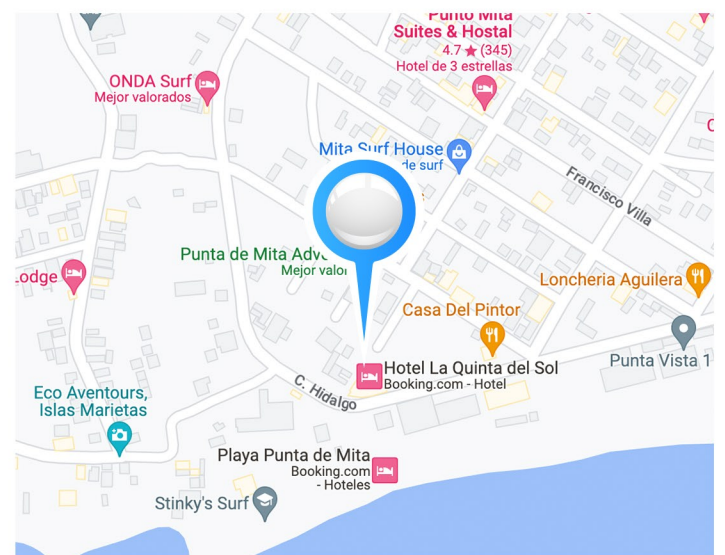 Punto Mita
Suites & Hostal
4.7 ★ (345)
Hotel de 3 estrellas
ONDA Surf
Mejor valorados
Mita Surf House
de surf
Francisco Villa
Punta de Mita Adve
Mejor valor
Lodge
Loncheria Aguilera
Casa Del Pintor
Punta Vista 1
Hotel La Quinta del Sol
Booking.com - Hotel
C. Hidalgo
Eco Aventours,
Islas Marietas
Playa Punta de Mita
Booking.com
- Hoteles
Stinky's Surf